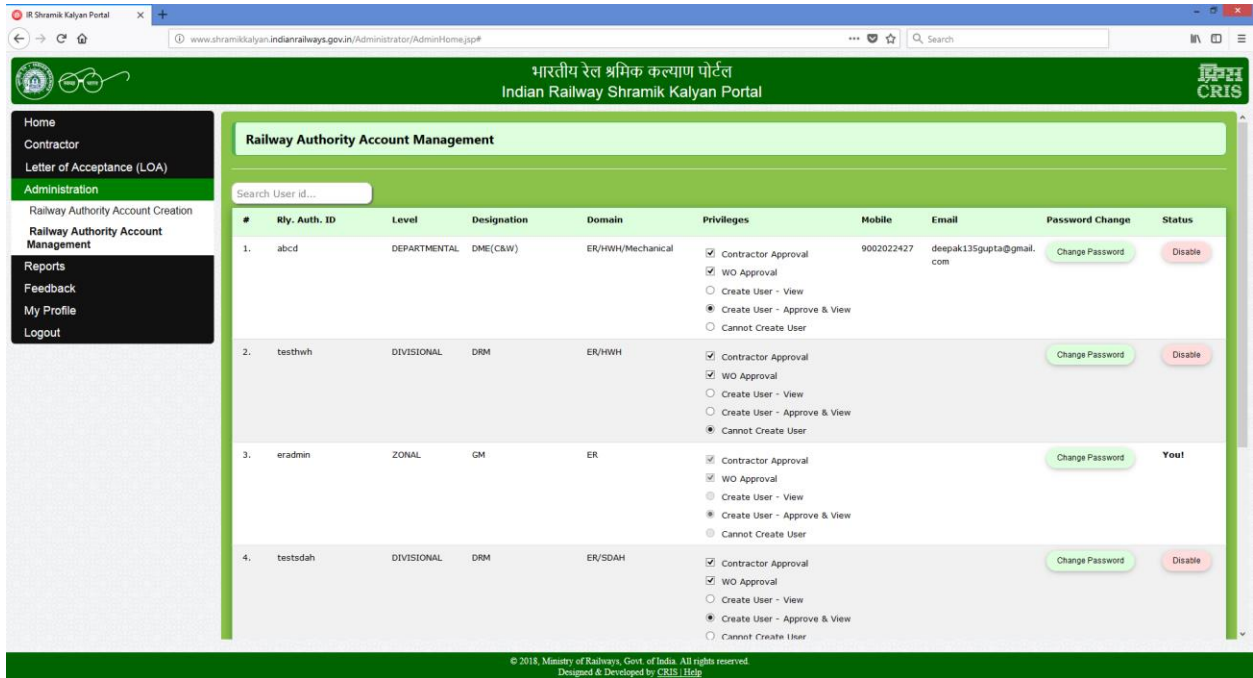 IR Shramik Kalyan Portal
www.shramikkalyan.indianrailways.gov.in/Administrator/AdminHome.jsp#
Search
भारतीय रेल श्रमिक कल्याण पोर्टल
Indian Railway Shramik Kalyan Portal
क्रिस
CRIS
Home
Contractor
Letter of Acceptance (LOA)
Administration
Railway Authority Account Creation
Railway Authority Account
Management
Reports
Feedback
My Profile
Logout
Railway Authority Account Management
Search User id...
# Rly. Auth. ID Level Designation Domain Privileges Mobile Email Password Change Status
1. abcd DEPARTMENTAL DME(C&W) ER/HWH/Mechanical Contractor Approval 9002022427 deepak135gupta@gmail. Change Password Disable
com
WO Approval
Create User - View
Create User - Approve & View
Cannot Create User
2. testhwh DIVISIONAL DRM ER/HWH Contractor Approval Change Password Disable
WO Approval
Create User - View
Create User - Approve & View
Cannot Create User
3. eradmin ZONAL GM ER Contractor Approval Change Password You!
WO Approval
Create User - View
Create User - Approve & View
Cannot Create User
4. testsdah DIVISIONAL DRM ER/SDAH Contractor Approval Change Password Disable
WO Approval
Create User - View
Create User - Approve & View
Cannot Create User
© 2018, Ministry of Railways, Govt. of India. All rights reserved.
Designed & Developed by CRIS | Help